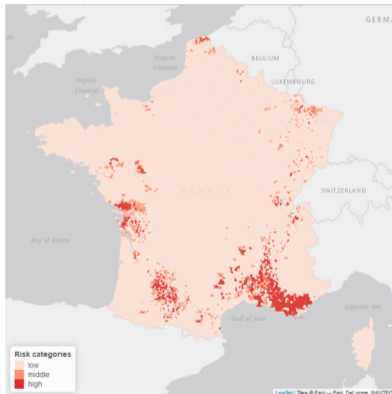 GERMA
English
Channel
BELGIUM
LUXEMBOURG
English
Channel
FRANCE
SWITZERLAND
Bay of Biscay
Ligurian Sea
Gulf of Lion
Risk categories
low
middle
high
Leaflet | Tiles © Esri — Esri, DeLorme, NAVTEQ